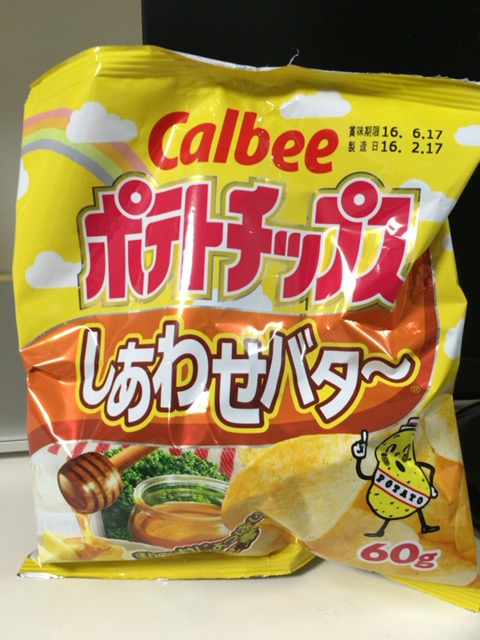 Calbee
賞味期限16. 6.17
製造日16. 2.17
ポテトチップス
しあわせバタ〜
POTATO
60g